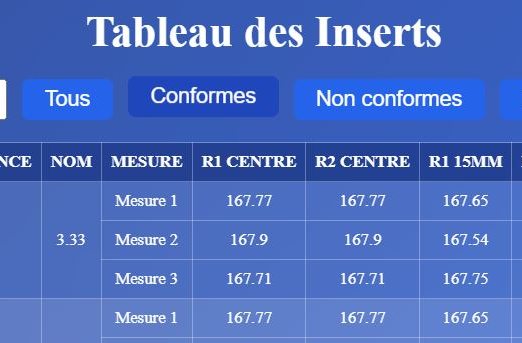 Tableau des Inserts
Tous Conformes Non conformes
NCE NOM MESURE R1 CENTRE R2 CENTRE R1 15MM
Mesure 1 167.77 167.77 167.65
3.33 Mesure 2 167.9 167.9 167.54
Mesure 3 167.71 167.71 167.75
Mesure 1 167.77 167.77 167.65